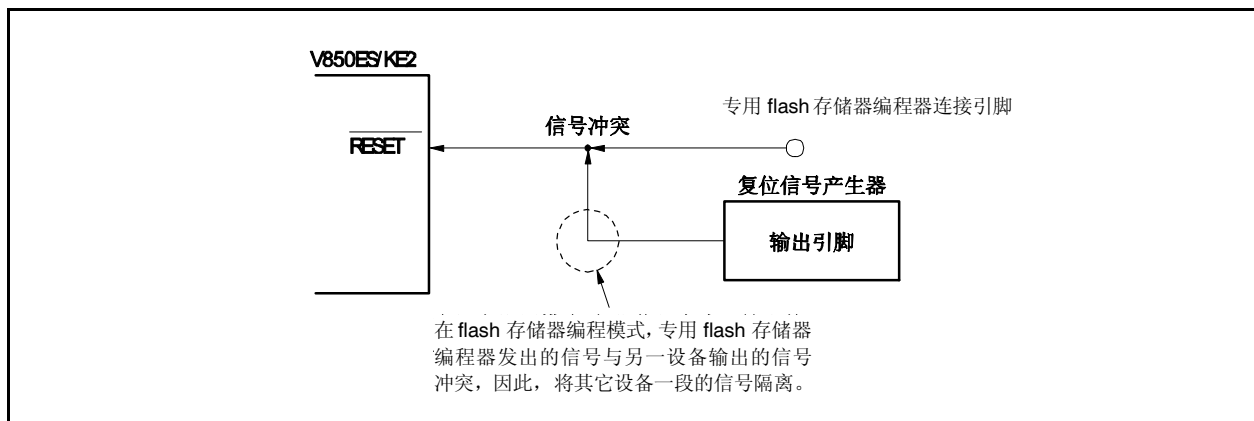 V850ES/KE2
专用 flash 存储器编程器连接引脚
信号冲突
RESET
复位信号产生器
输出引脚
在 flash 存储器编程模式，专用 flash 存储器
编程器发出的信号与另一设备输出的信号
冲突，因此，将其它设备一段的信号隔离。